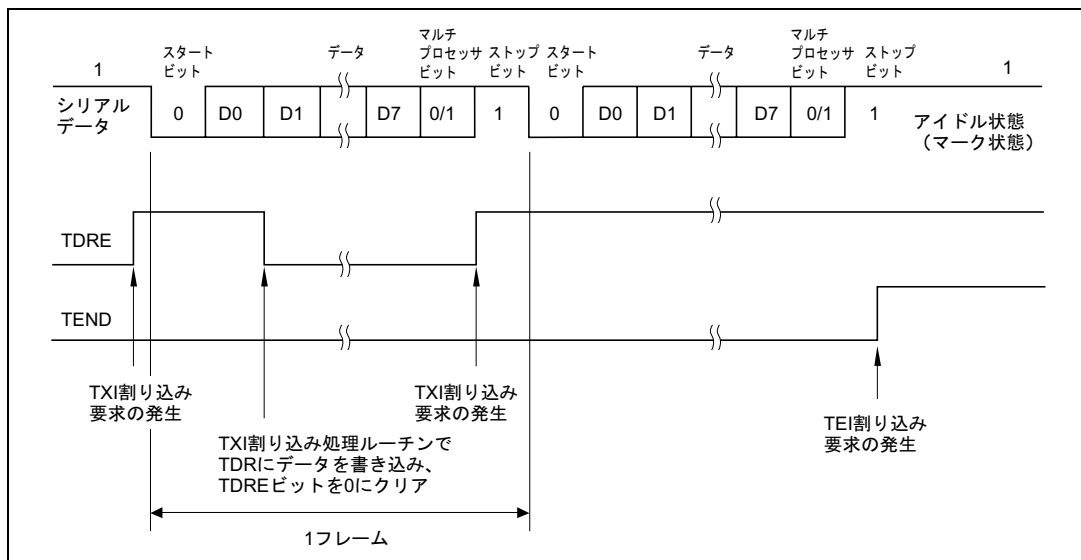 スタート
ビット
データ
マルチ
プロセッサ
ビット
ストップ
ビット
スタート
ビット
データ
マルチ
プロセッサ
ビット
ストップ
ビット
1
1
シリアル
データ
0
D0
D1
D7
0/1
1
0
D0
D1
D7
0/1
1
アイドル状態
（マーク状態）
TDRE
TEND
TXI割り込み
要求の発生
TXI割り込み処理ルーチンで
TDRにデータを書き込み、
TDREビットを0にクリア
TXI割り込み
要求の発生
TEI割り込み
要求の発生
1フレーム